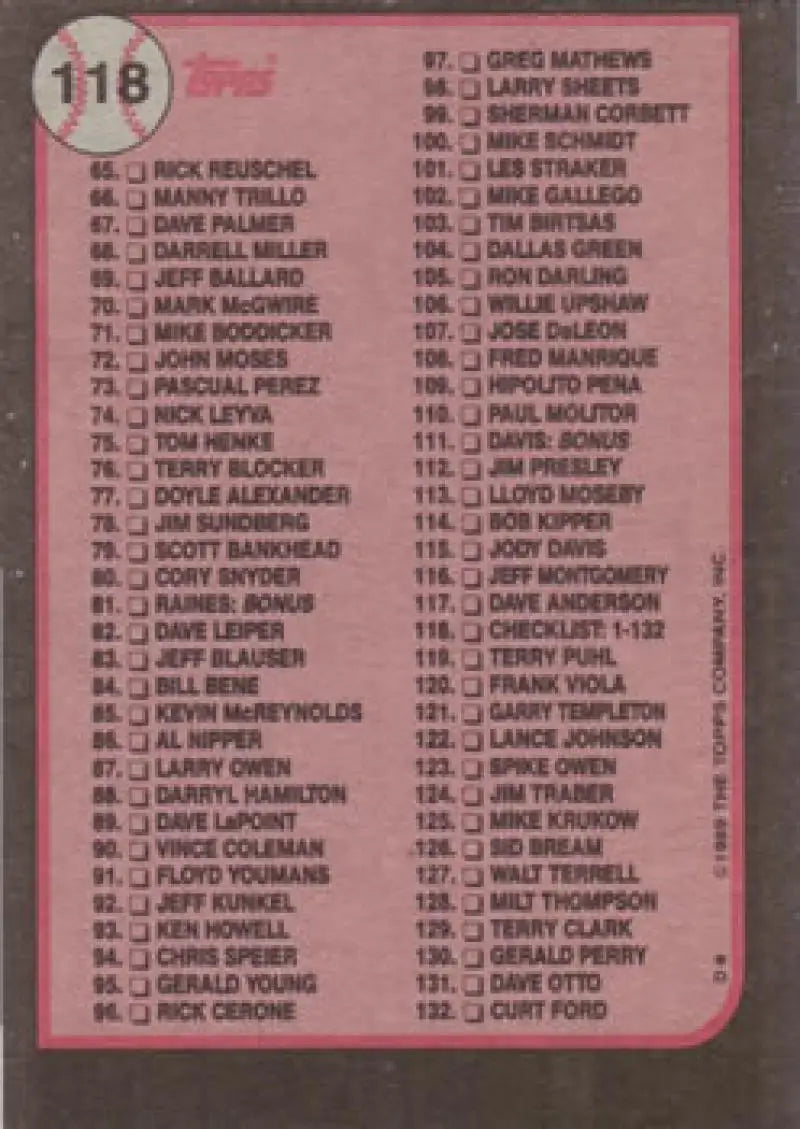 118
TOPPS
65. RICK REUSCHEL
66. MANNY TRILLO
67. DAVE PALMER
68. DARRELL MILLER
69. JEFF BALLARD
70. MARK McGWIRE
71. MIKE BODDICKER
72. JOHN MOSES
73. PASCUAL PEREZ
74. NICK LEYVA
75. TOM HENKE
76. TERRY BLOCKER
77. DOYLE ALEXANDER
78. JIM SUNDBERG
79. SCOTT BANKHEAD
80. CORY SNYDER
81. RAINES: BONUS
82. DAVE LEIPER
83. JEFF BLAUSER
84. BILL BENE
85. KEVIN McREYNOLDS
86. AL NIPPER
87. LARRY OWEN
88. DARRYL HAMILTON
89. DAVE LaPOINT
90. VINCE COLEMAN
91. FLOYD YOUMANS
92. JEFF KUNKEL
93. KEN HOWELL
94. CHRIS SPEIER
95. GERALD YOUNG
96. RICK CERONE
97. GREG MATHEWS
98. LARRY SHEETS
99. SHERMAN CORBETT
100. MIKE SCHMIDT
101. LES STRAKER
102. MIKE GALLEGO
103. TIM BIRTSAS
104. DALLAS GREEN
105. RON DARLING
106. WILLIE UPSHAW
107. JOSE DeLEON
108. FRED MANRIQUE
109. HIPOLITO PENA
110. PAUL MOLITOR
111. DAVIS: BONUS
112. JIM PRESLEY
113. LLOYD MOSEBY
114. BOB KIPPER
115. JODY DAVIS
116. JEFF MONTGOMERY
117. DAVE ANDERSON
118. CHECKLIST: 1-132
119. TERRY PUHL
120. FRANK VIOLA
121. GARRY TEMPLETON
122. LANCE JOHNSON
123. SPIKE OWEN
124. JIM TRABER
125. MIKE KRUKOW
126. SID BREAM
127. WALT TERRELL
128. MILT THOMPSON
129. TERRY CLARK
130. GERALD PERRY
131. DAVE OTTO
132. CURT FORD
©1989 THE TOPPS COMPANY, INC.